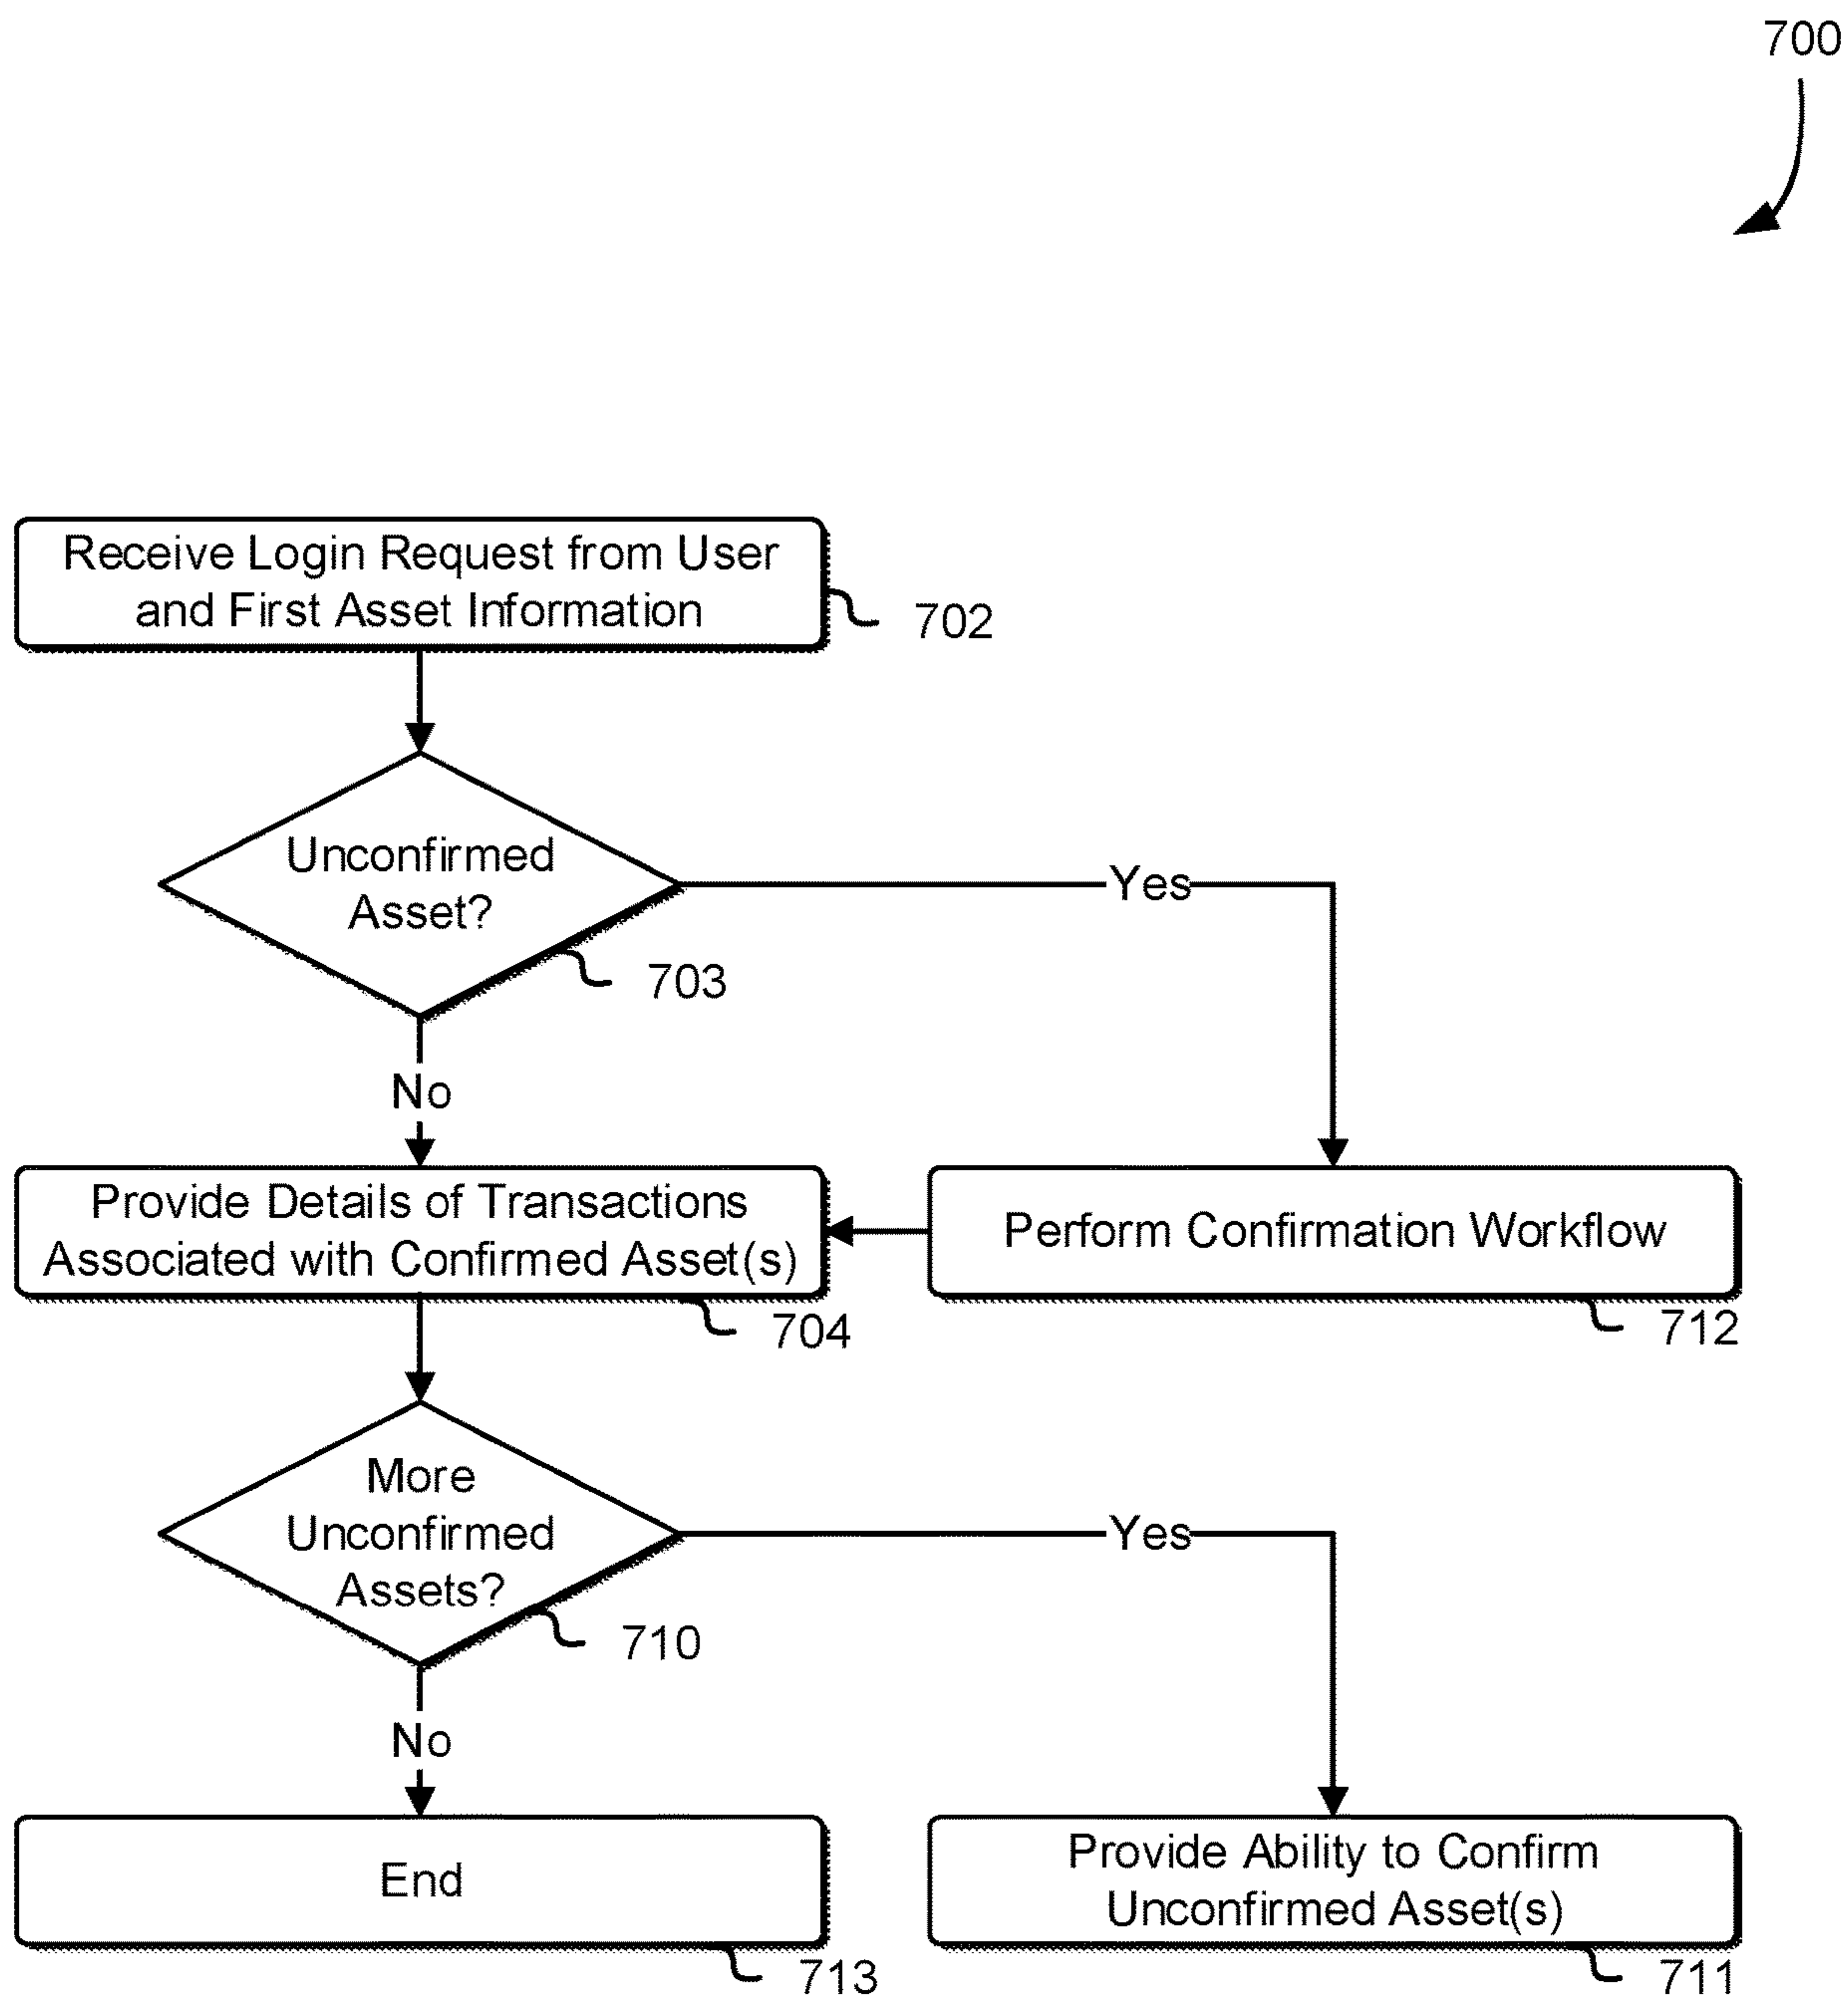 700
Receive Login Request from User
and First Asset Information
702
Unconfirmed
Asset?
Yes
703
No
Provide Details of Transactions
Associated with Confirmed Asset(s)
704
Perform Confirmation Workflow
712
More
Unconfirmed
Assets?
Yes
710
No
End
713
Provide Ability to Confirm
Unconfirmed Asset(s)
711